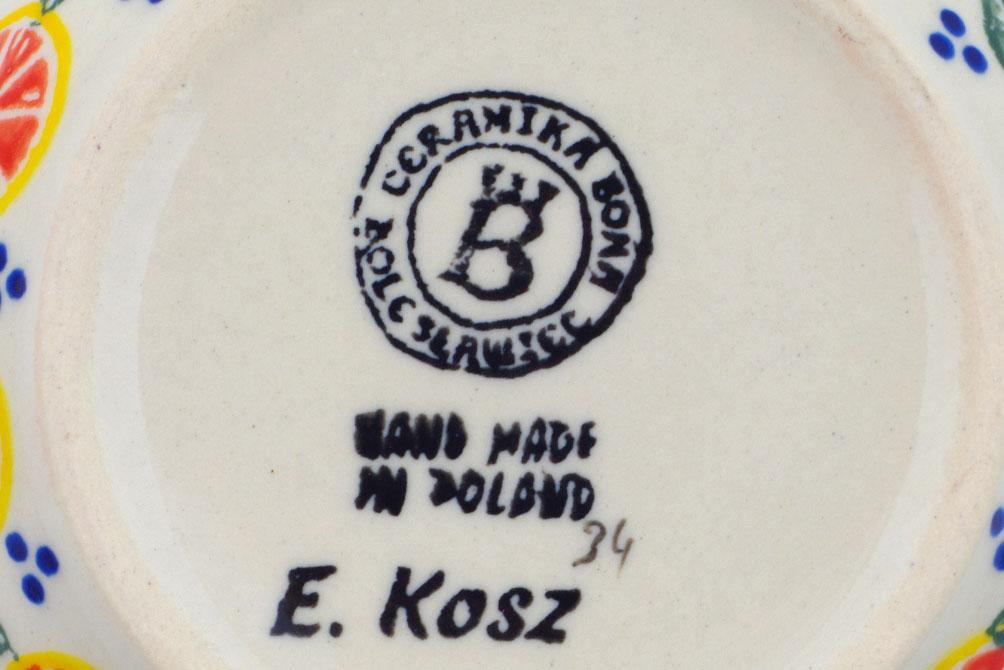 CERAMIKA BONA
BOLESŁAWIEC
B
HAND MADE
IN POLAND
34
E. KOSZ